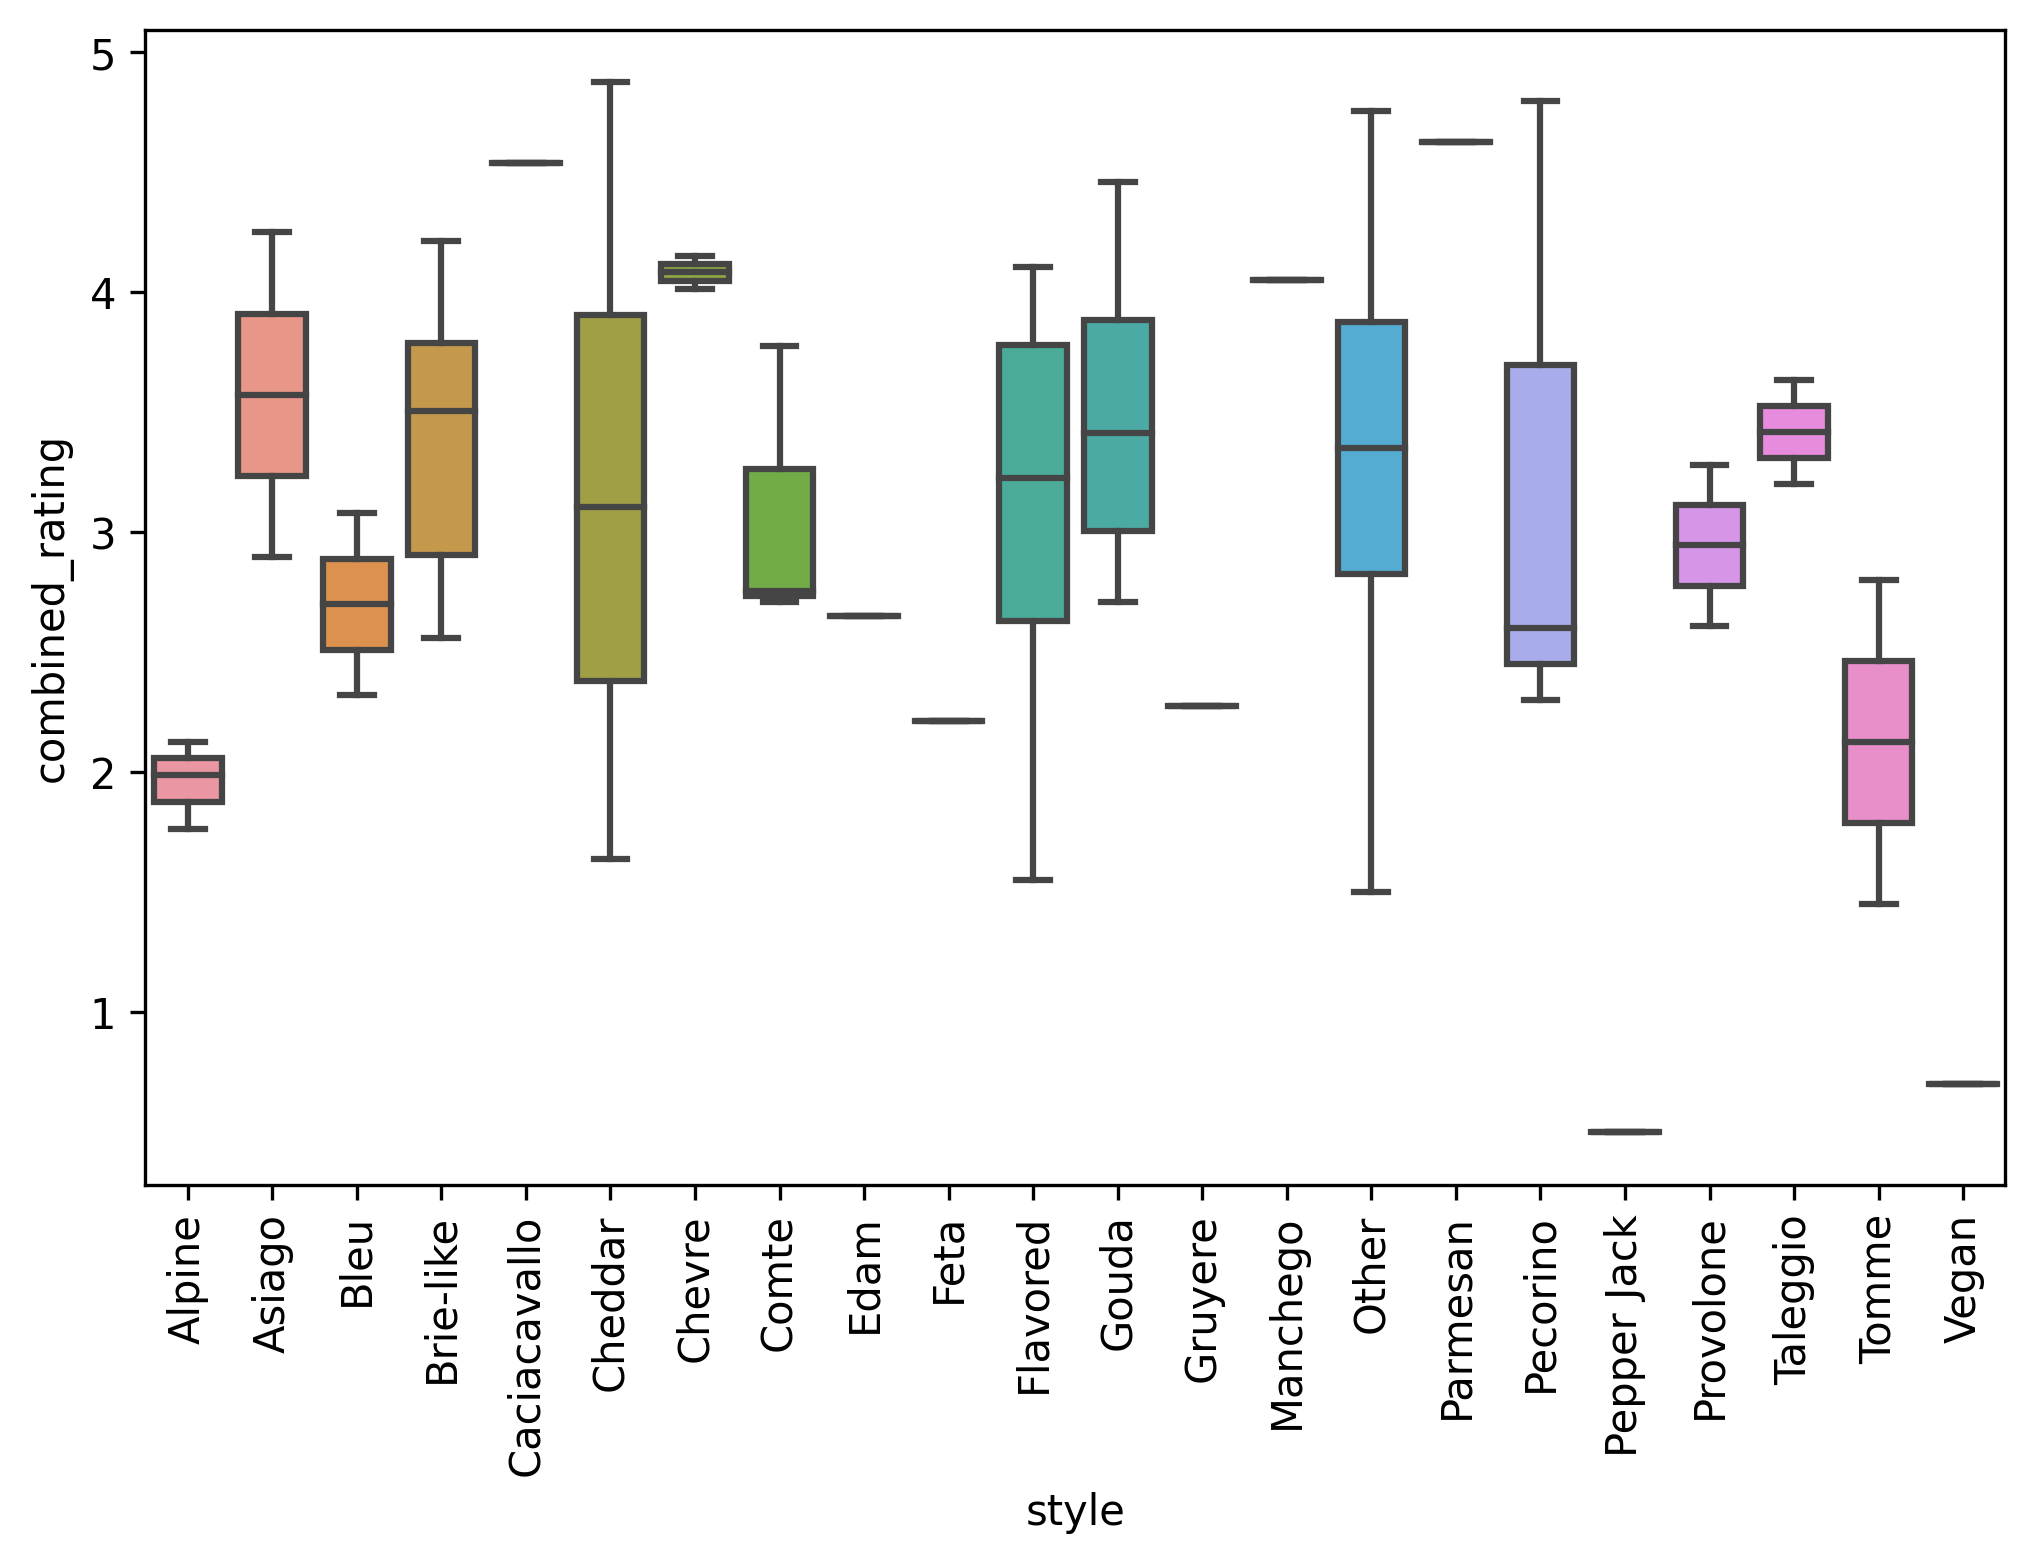 combined_rating
5
4
3
2
1
Alpine
Asiago
Bleu
Brie-like
Caciacavallo
Cheddar
Chevre
Comte
Edam
Feta
Flavored
Gouda
Gruyere
Manchego
Other
Parmesan
Pecorino
Pepper Jack
Provolone
Taleggio
Tomme
Vegan
style